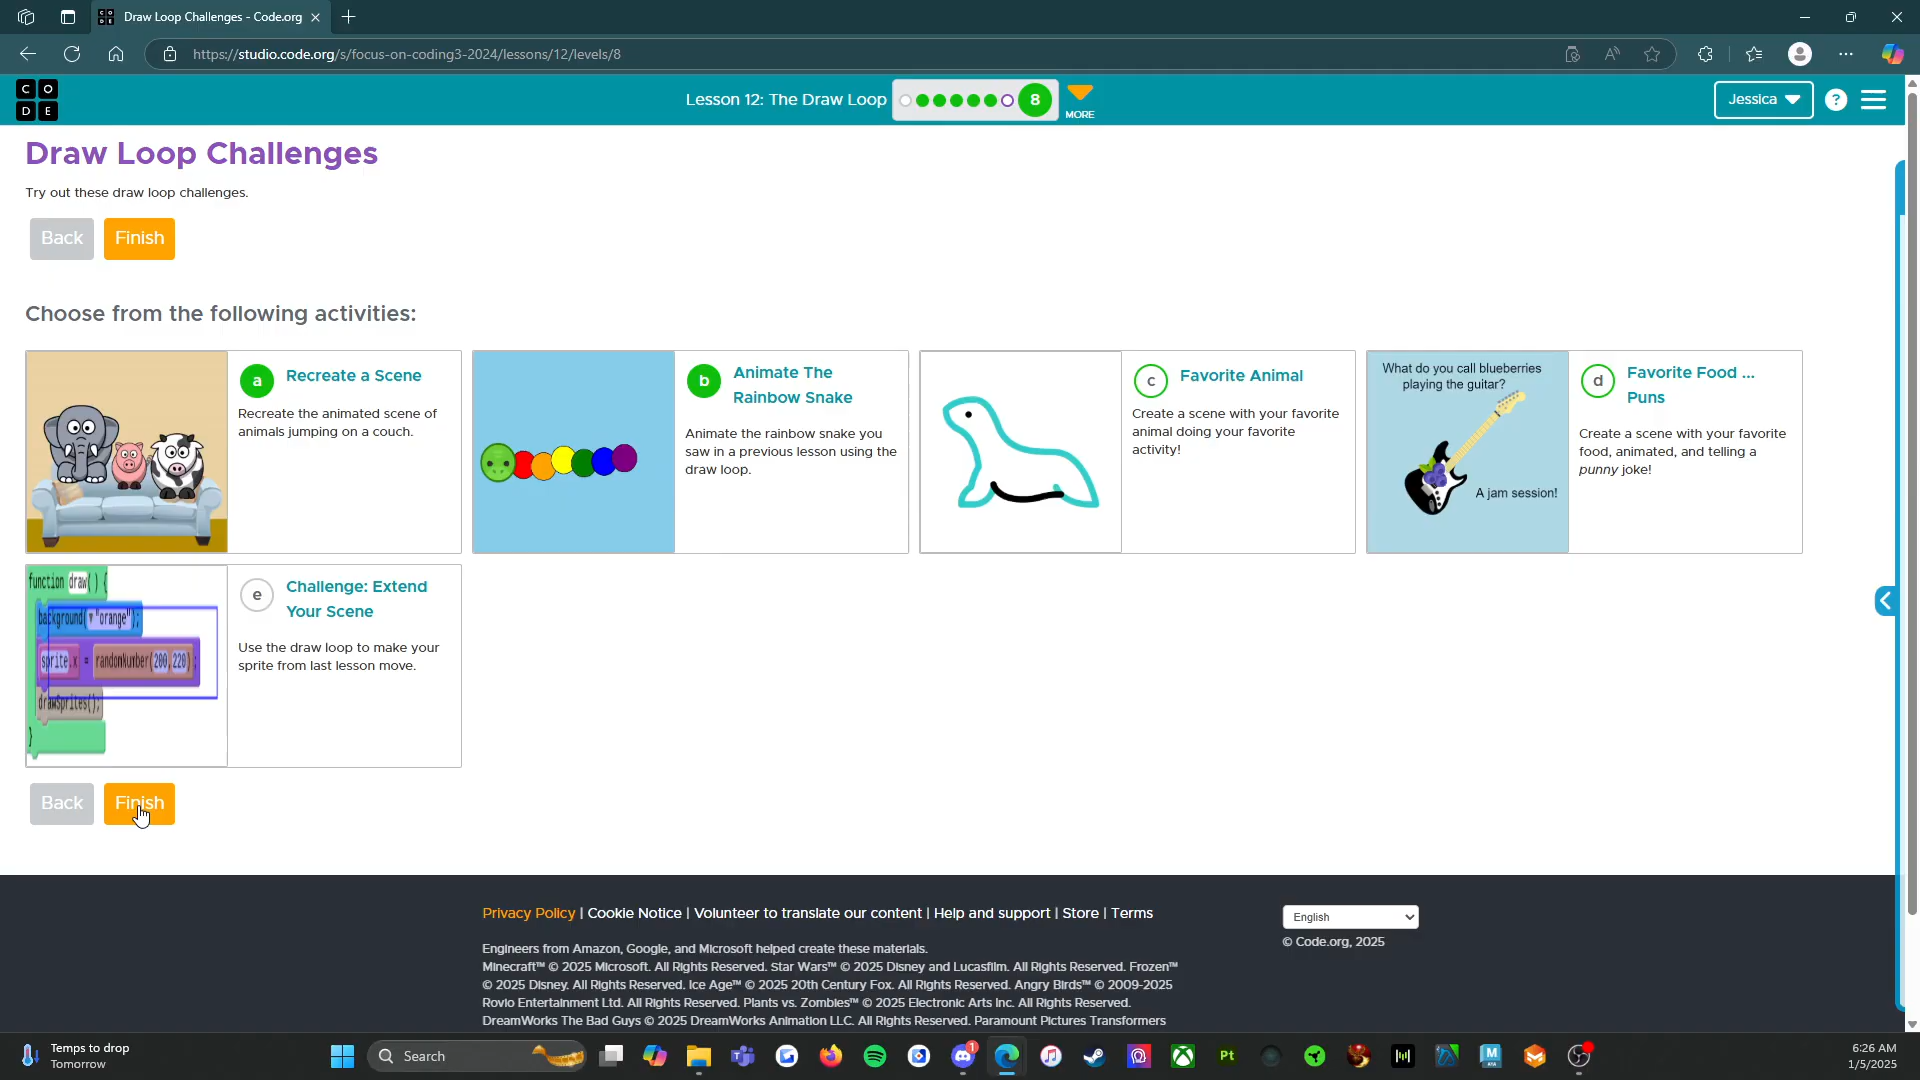 Draw Loop Challenges - Code.org
https://studio.code.org/s/focus-on-coding3-2024/lessons/12/levels/8
C O
D E
Lesson 12: The Draw Loop
8
MORE
Jessica
?
Draw Loop Challenges
Try out these draw loop challenges.
Back
Finish
Choose from the following activities:
a
Recreate a Scene
Recreate the animated scene of
animals jumping on a couch.
b
Animate The
Rainbow Snake
Animate the rainbow snake you
saw in a previous lesson using the
draw loop.
c
Favorite Animal
Create a scene with your favorite
animal doing your favorite
activity!
What do you call blueberries
playing the guitar?
A jam session!
d
Favorite Food ...
Puns
Create a scene with your favorite
food, animated, and telling a
punny joke!
function draw( ) {
background( ▼"orange");
sprite.x = randomNumber(200,220);
drawSprites();
}
e
Challenge: Extend
Your Scene
Use the draw loop to make your
sprite from last lesson move.
Back
Finish
Privacy Policy | Cookie Notice | Volunteer to translate our content | Help and support | Store | Terms
English
© Code.org, 2025
Engineers from Amazon, Google, and Microsoft helped create these materials.
Minecraft™ © 2025 Microsoft. All Rights Reserved. Star Wars™ © 2025 Disney and Lucasfilm. All Rights Reserved. Frozen™
© 2025 Disney. All Rights Reserved. Ice Age™ © 2025 20th Century Fox. All Rights Reserved. Angry Birds™ © 2009-2025
Rovio Entertainment Ltd. All Rights Reserved. Plants vs. Zombies™ © 2025 Electronic Arts Inc. All Rights Reserved.
DreamWorks The Bad Guys © 2025 DreamWorks Animation LLC. All Rights Reserved. Paramount Pictures Transformers
Temps to drop
Tomorrow
Search
1
Pt
M
6:26 AM
1/5/2025